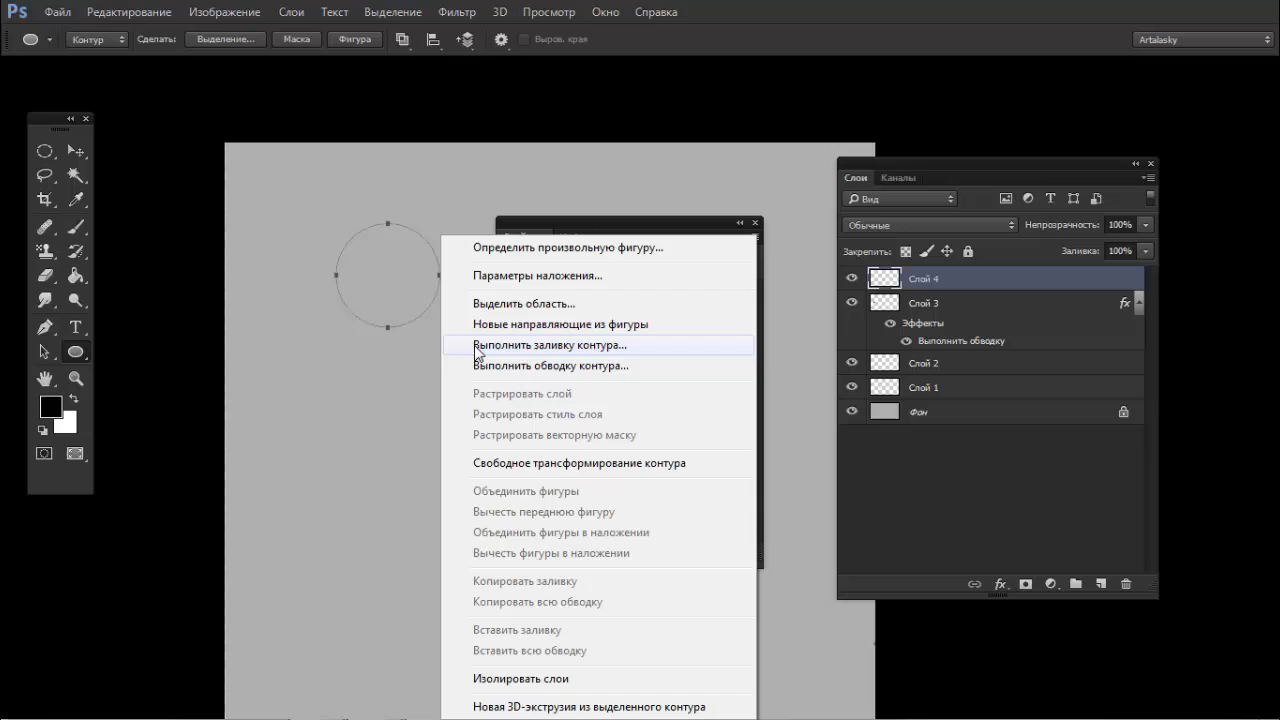 Ps Файл Редактирование Изображение Слои Текст Выделение Фильтр 3D Просмотр Окно Справка
Контур Сделать: Выделение... Маска Фигура Выров. края Artalasky
Определить произвольную фигуру...
Параметры наложения...
Выделить область...
Новые направляющие из фигуры
Выполнить заливку контура...
Выполнить обводку контура...
Растрировать слой
Растрировать стиль слоя
Растрировать векторную маску
Свободное трансформирование контура
Объединить фигуры
Вычесть переднюю фигуру
Объединить фигуры в наложении
Вычесть фигуры в наложении
Копировать заливку
Копировать всю обводку
Вставить заливку
Вставить всю обводку
Изолировать слои
Новая 3D-экструзия из выделенного контура
Слои Каналы
Вид
Обычные Непрозрачность: 100%
Закрепить: Заливка: 100%
Слой 4
Слой 3 fx
Эффекты
Выполнить обводку
Слой 2
Слой 1
Фон
fx